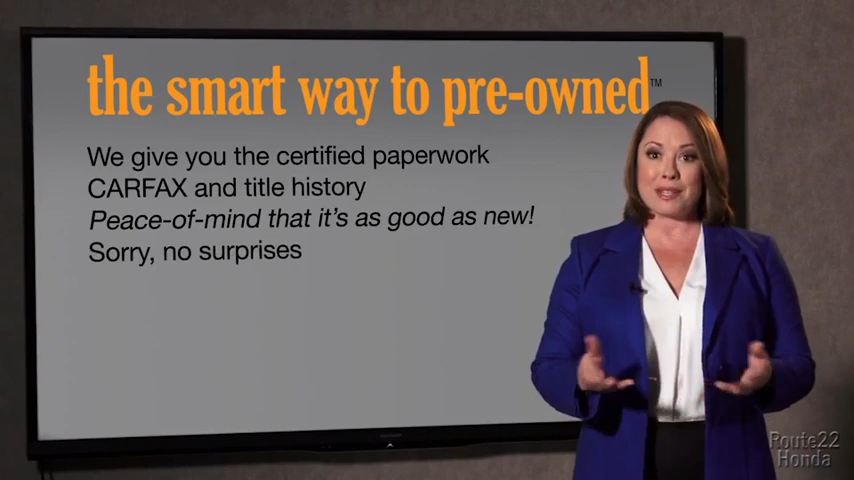 the smart way to pre-owned™
We give you the certified paperwork
CARFAX and title history
Peace-of-mind that it's as good as new!
Sorry, no surprises
Route22
Honda